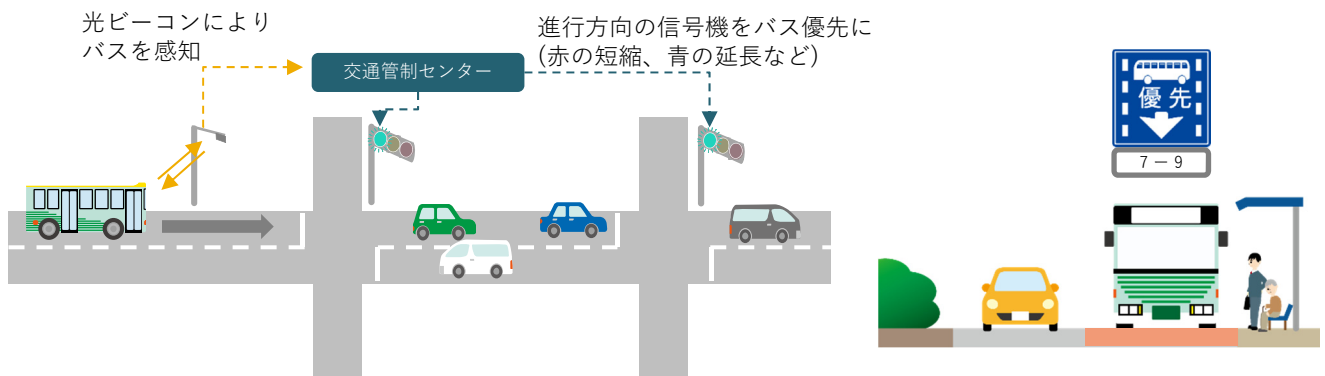 光ビーコンにより
バスを感知
交通管制センター
進行方向の信号機をバス優先に
(赤の短縮、青の延長など)
優先
7－9